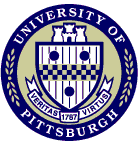 UNIVERSITY OF
PITTSBURGH
VERITAS 1787 VIRTUS